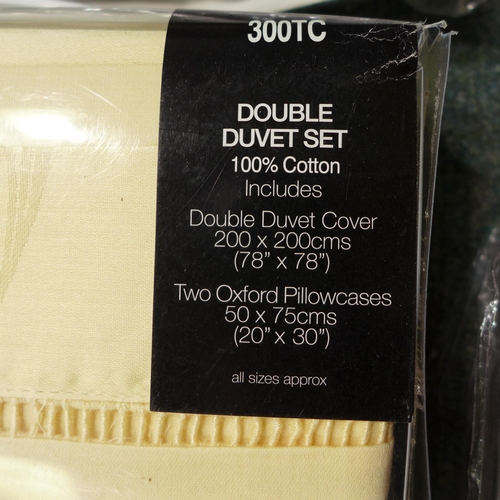 300TC
DOUBLE
DUVET SET
100% Cotton
Includes
Double Duvet Cover
200 x 200cms
(78” x 78”)
Two Oxford Pillowcases
50 x 75cms
(20” x 30”)
all sizes approx